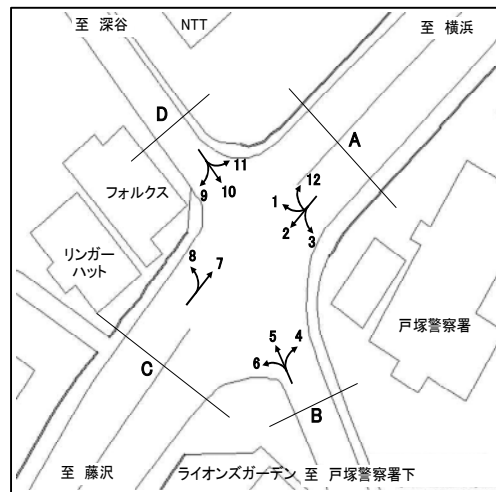 至 深谷
NTT
至 横浜
D
A
11
12
9
10
1
フォルクス
2
3
リンガー
ハット
8
7
戸塚警察署
5
4
6
C
B
至 藤沢
ライオンズガーデン 至 戸塚警察署下